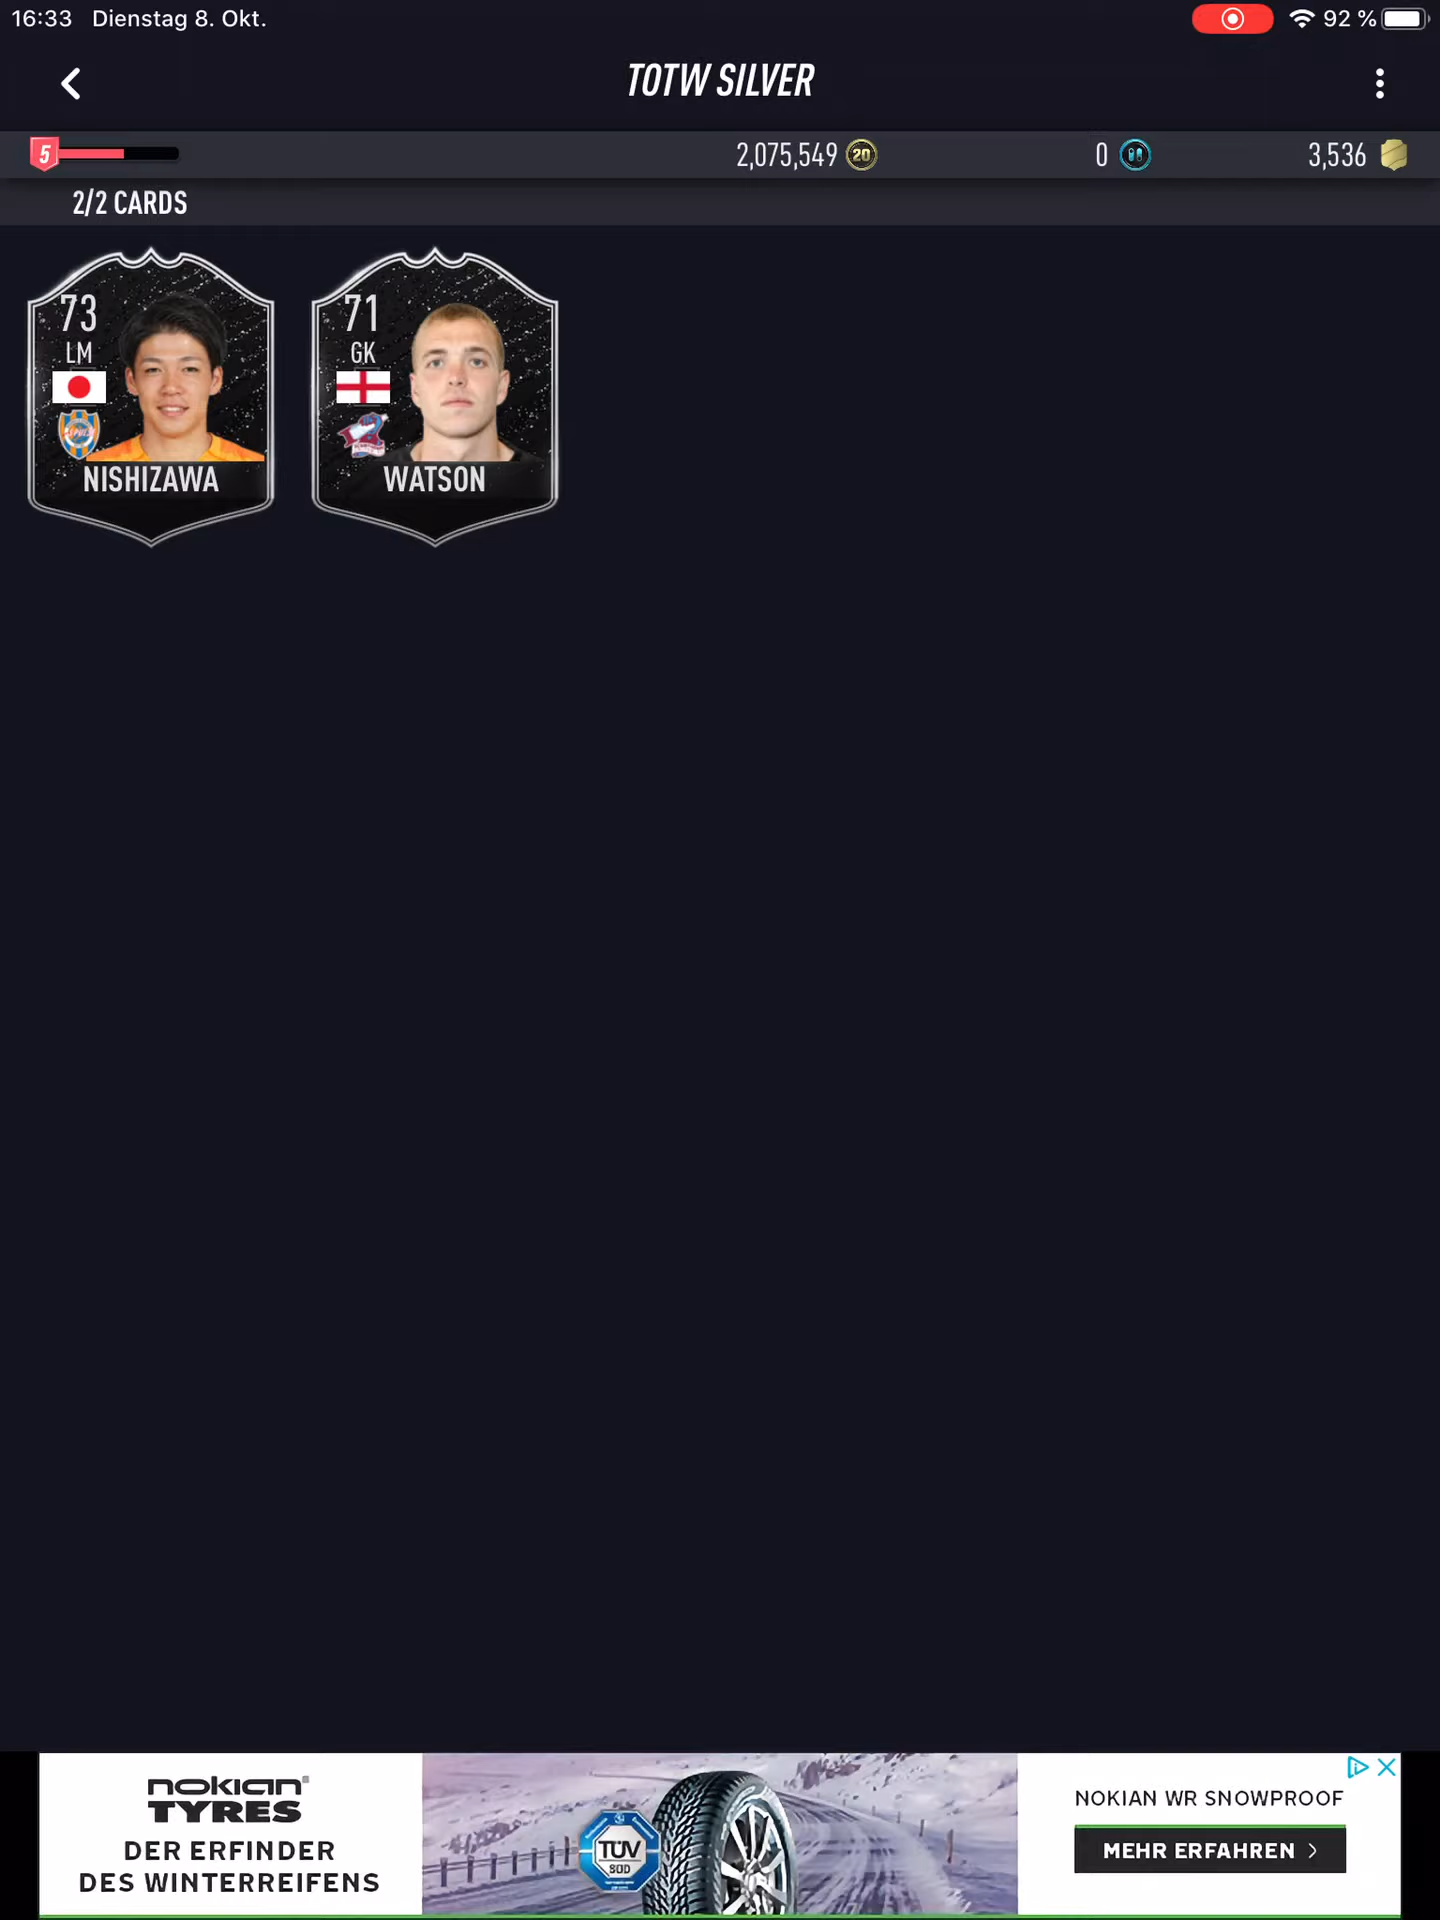 16:33 Dienstag 8. Okt.
92 %
TOTW SILVER
5
2,075,549 20
0
3,536
2/2 CARDS
73
LM
NISHIZAWA
71
GK
WATSON
nokian®
TYRES
DER ERFINDER
DES WINTERREIFENS
TÜV
SÜD
NOKIAN WR SNOWPROOF
MEHR ERFAHREN >